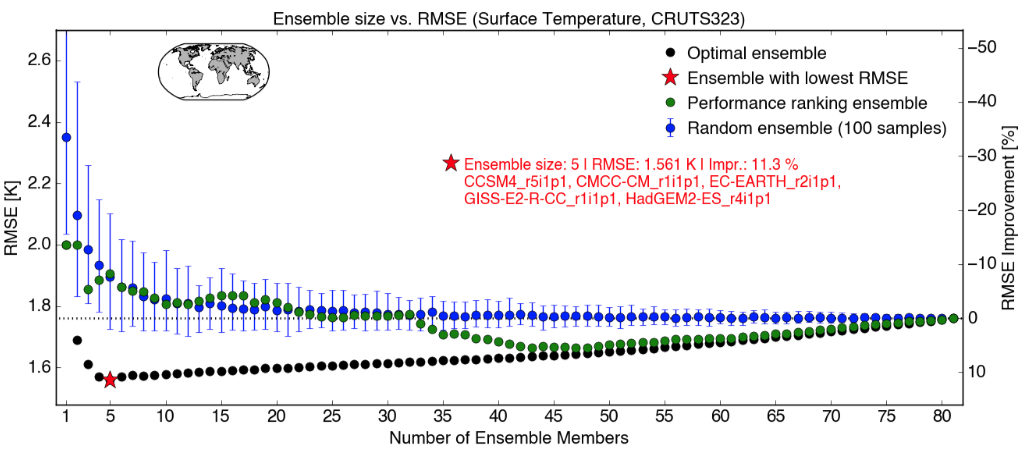 Ensemble size vs. RMSE (Surface Temperature, CRUTS323)
Optimal ensemble
Ensemble with lowest RMSE
Performance ranking ensemble
Random ensemble (100 samples)
Ensemble size: 5 | RMSE: 1.561 K | Impr.: 11.3 %
CCSM4_r5i1p1, CMCC-CM_r1i1p1, EC-EARTH_r2i1p1,
GISS-E2-R-CC_r1i1p1, HadGEM2-ES_r4i1p1
RMSE [K]
2.6
2.4
2.2
2.0
1.8
1.6
−50
−40
−30
−20
−10
0
10
RMSE Improvement [%]
1 5 10 15 20 25 30 35 40 45 50 55 60 65 70 75 80
Number of Ensemble Members